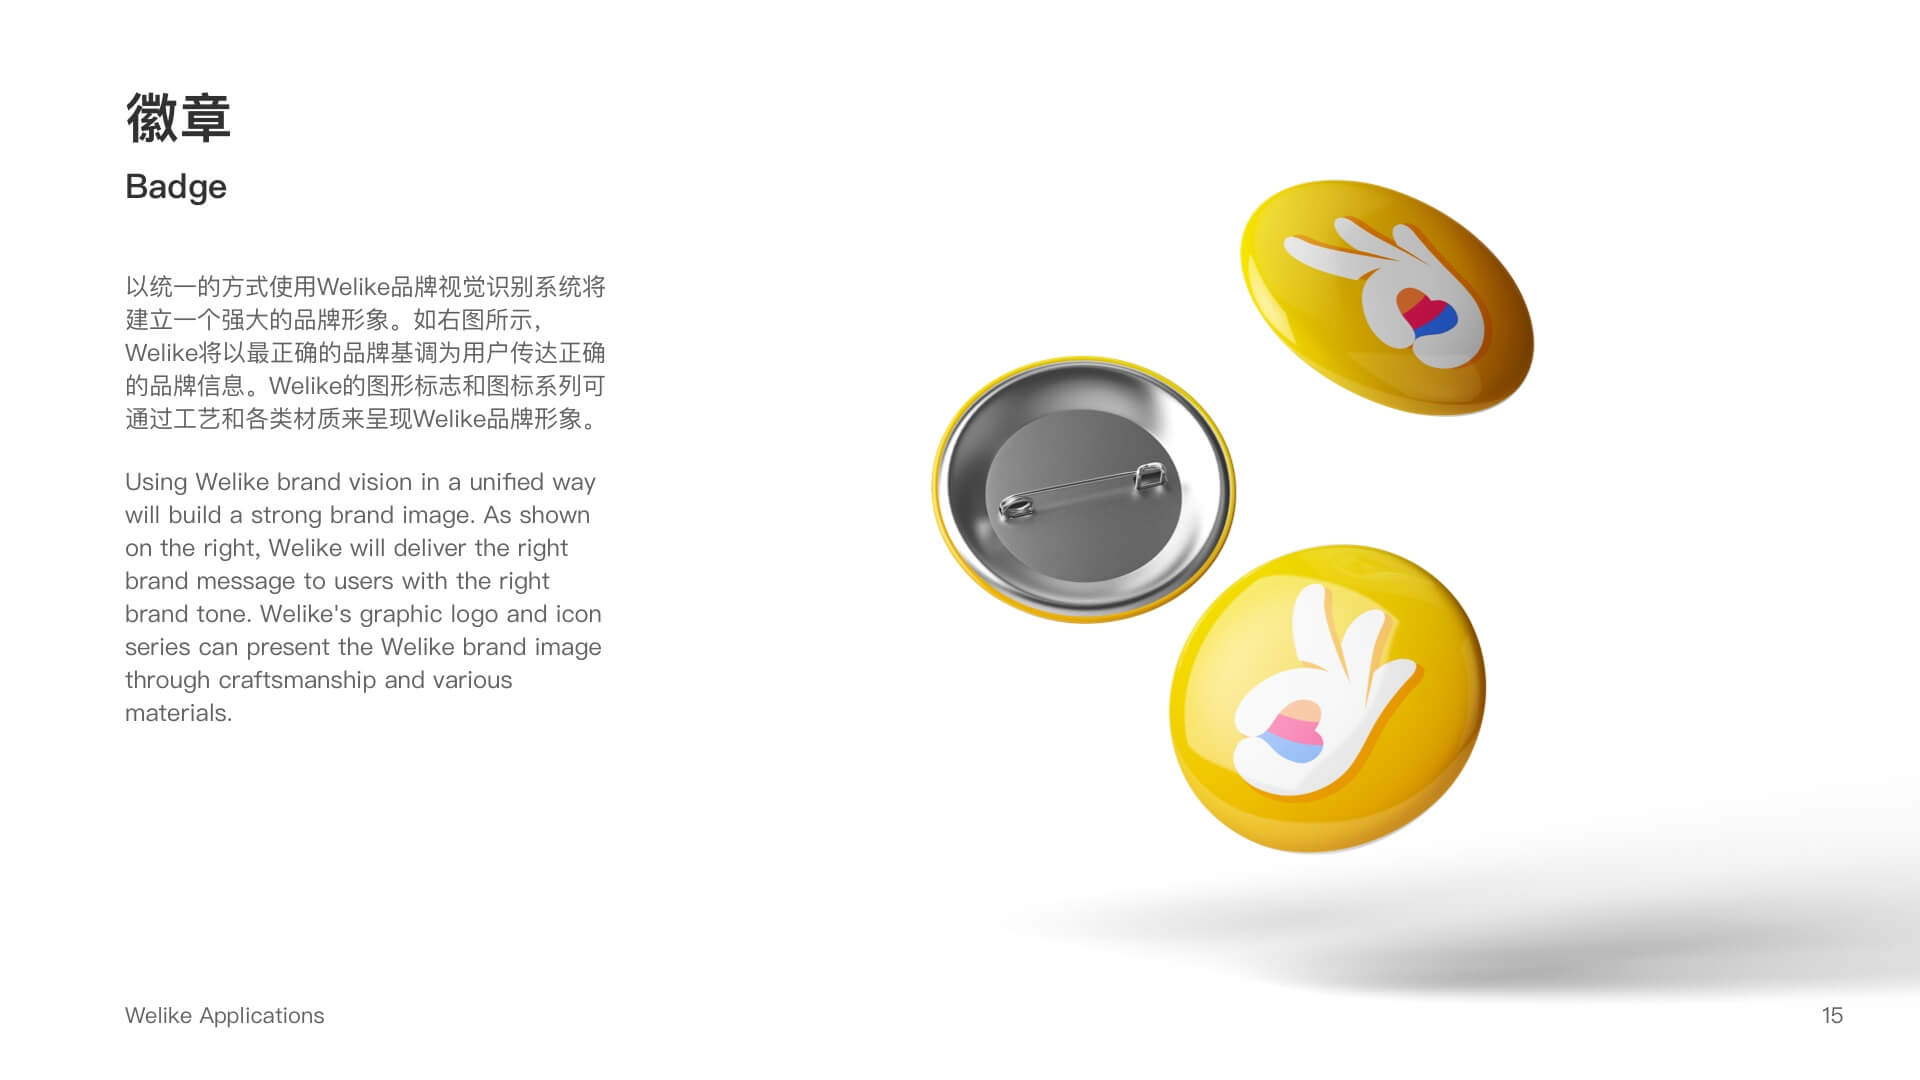 徽章
Badge
以统一的方式使用Welike品牌视觉识别系统将
建立一个强大的品牌形象。如右图所示，
Welike将以最正确的品牌基调为用户传达正确
的品牌信息。Welike的图形标志和图标系列可
通过工艺和各类材质来呈现Welike品牌形象。
Using Welike brand vision in a unified way
will build a strong brand image. As shown
on the right, Welike will deliver the right
brand message to users with the right
brand tone. Welike's graphic logo and icon
series can present the Welike brand image
through craftsmanship and various
materials.
Welike Applications
15